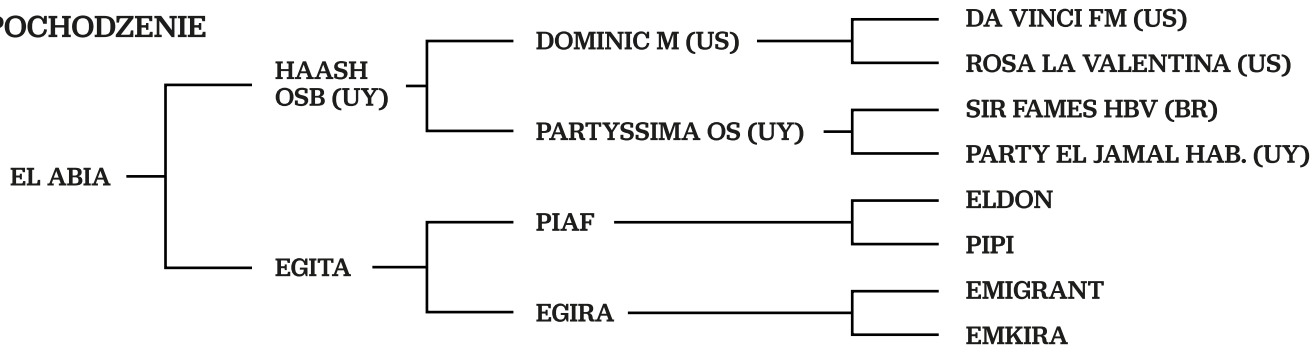 POCHODZENIE
DA VINCI FM (US)
DOMINIC M (US)
ROSA LA VALENTINA (US)
HAASH
OSB (UY)
SIR FAMES HBV (BR)
PARTYSSIMA OS (UY)
PARTY EL JAMAL HAB. (UY)
EL ABIA
ELDON
PIAF
PIPI
EGITA
EMIGRANT
EGIRA
EMKIRA